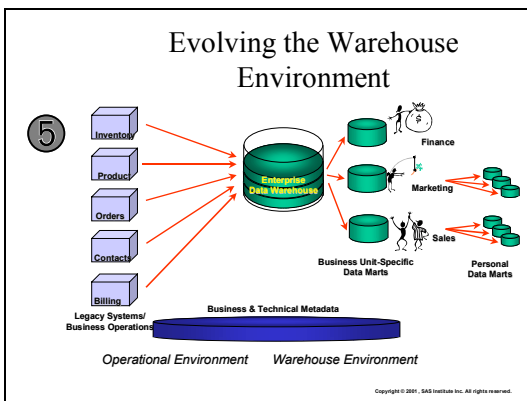 Evolving the Warehouse
Environment
5
Inventory
Product
Orders
Contacts
Billing
Legacy Systems/
Business Operations
Enterprise
Data Warehouse
$
Finance
Marketing
Sales
Business Unit-Specific
Data Marts
Personal
Data Marts
Business & Technical Metadata
Operational Environment
Warehouse Environment
Copyright © 2001, SAS Institute Inc. All rights reserved.